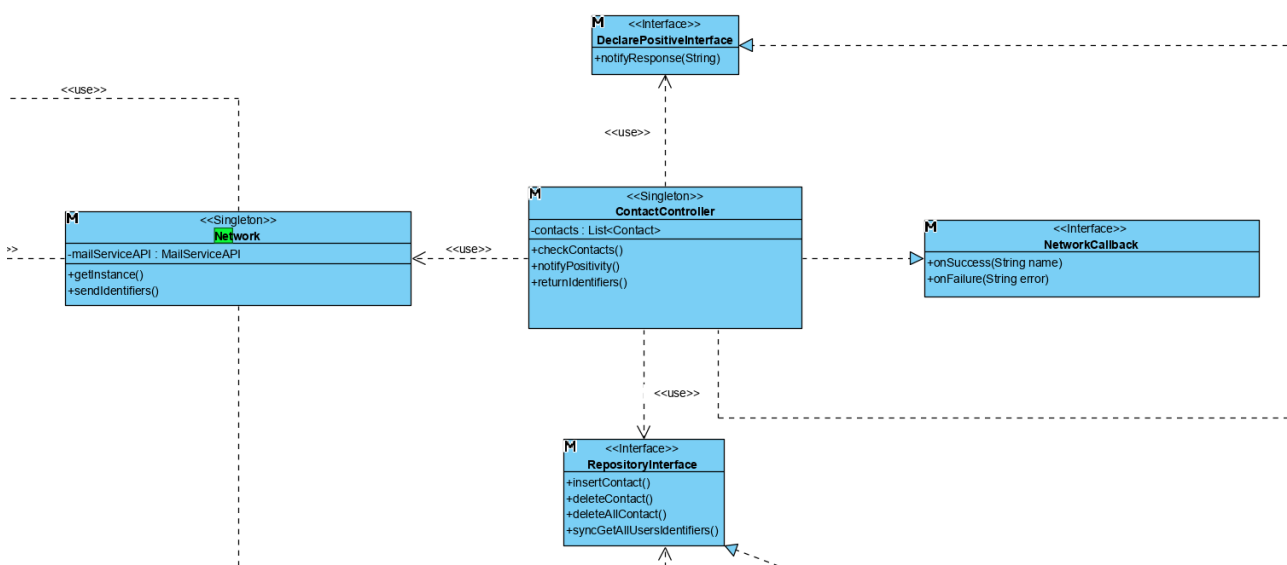 M
<<Interface>>
DeclarePositiveInterface
+notifyResponse(String)
<<use>>
<<use>>
M
<<Singleton>>
Network
-mailServiceAPI : MailServiceAPI
+getInstance()
+sendIdentifiers()
>>
<<use>>
M
<<Singleton>>
ContactController
-contacts : List<Contact>
+checkContacts()
+notifyPositivity()
+returnIdentifiers()
M
<<Interface>>
NetworkCallback
+onSuccess(String name)
+onFailure(String error)
<<use>>
M
<<Interface>>
RepositoryInterface
+insertContact()
+deleteContact()
+deleteAllContact()
+syncGetAllUsersIdentifiers()